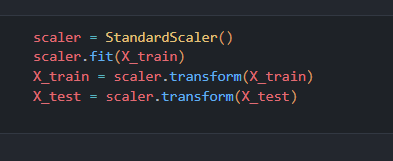 scaler = StandardScaler()
scaler.fit(X_train)
X_train = scaler.transform(X_train)
X_test = scaler.transform(X_test)